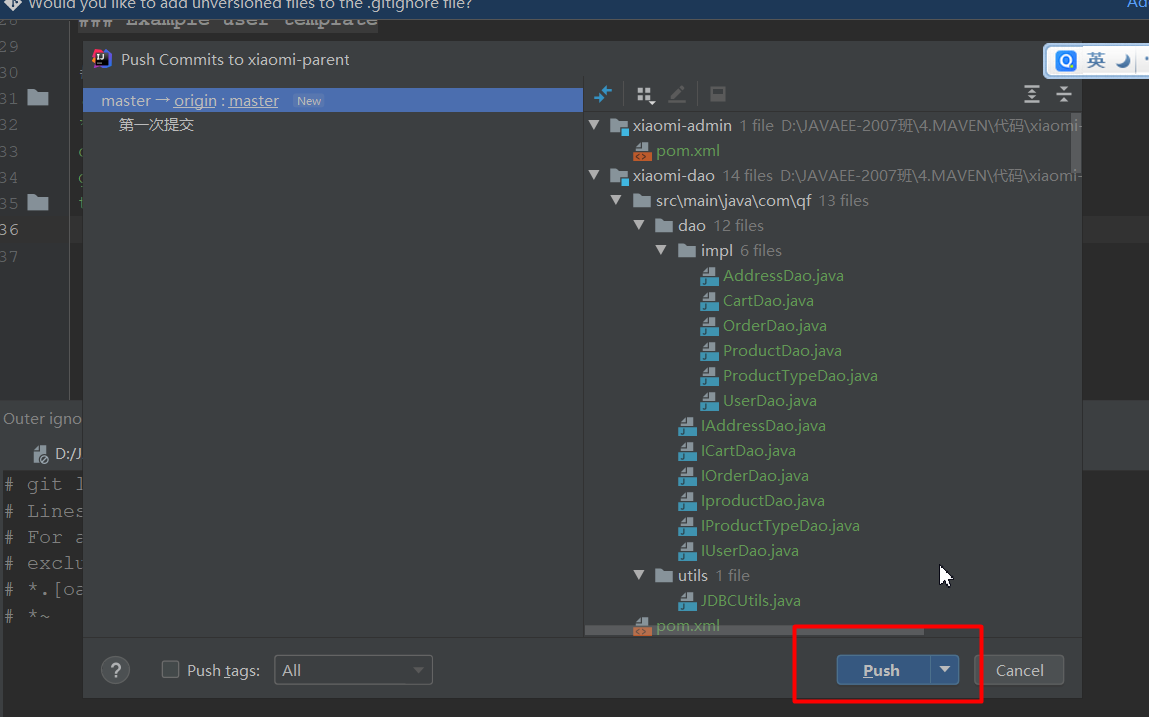 Would you like to add unversioned files to the .gitignore file?
Ad
### Example user template
29
30
31
32
33
34
35
36
37
Push Commits to xiaomi-parent
master → origin : master New
第一次提交
英
xiaomi-admin 1 file D:\JAVAEE-2007班\4.MAVEN\代码\xiaomi-
pom.xml
xiaomi-dao 14 files D:\JAVAEE-2007班\4.MAVEN\代码\xiaomi-
src\main\java\com\qf 13 files
dao 12 files
impl 6 files
AddressDao.java
CartDao.java
OrderDao.java
ProductDao.java
ProductTypeDao.java
UserDao.java
IAddressDao.java
ICartDao.java
IOrderDao.java
IproductDao.java
IProductTypeDao.java
IUserDao.java
utils 1 file
JDBCUtils.java
pom.xml
Outer igno
D:/J
# git l
# Lines
# For a
# exclu
# *.[oa
# *~
? Push tags: All
Push
Cancel